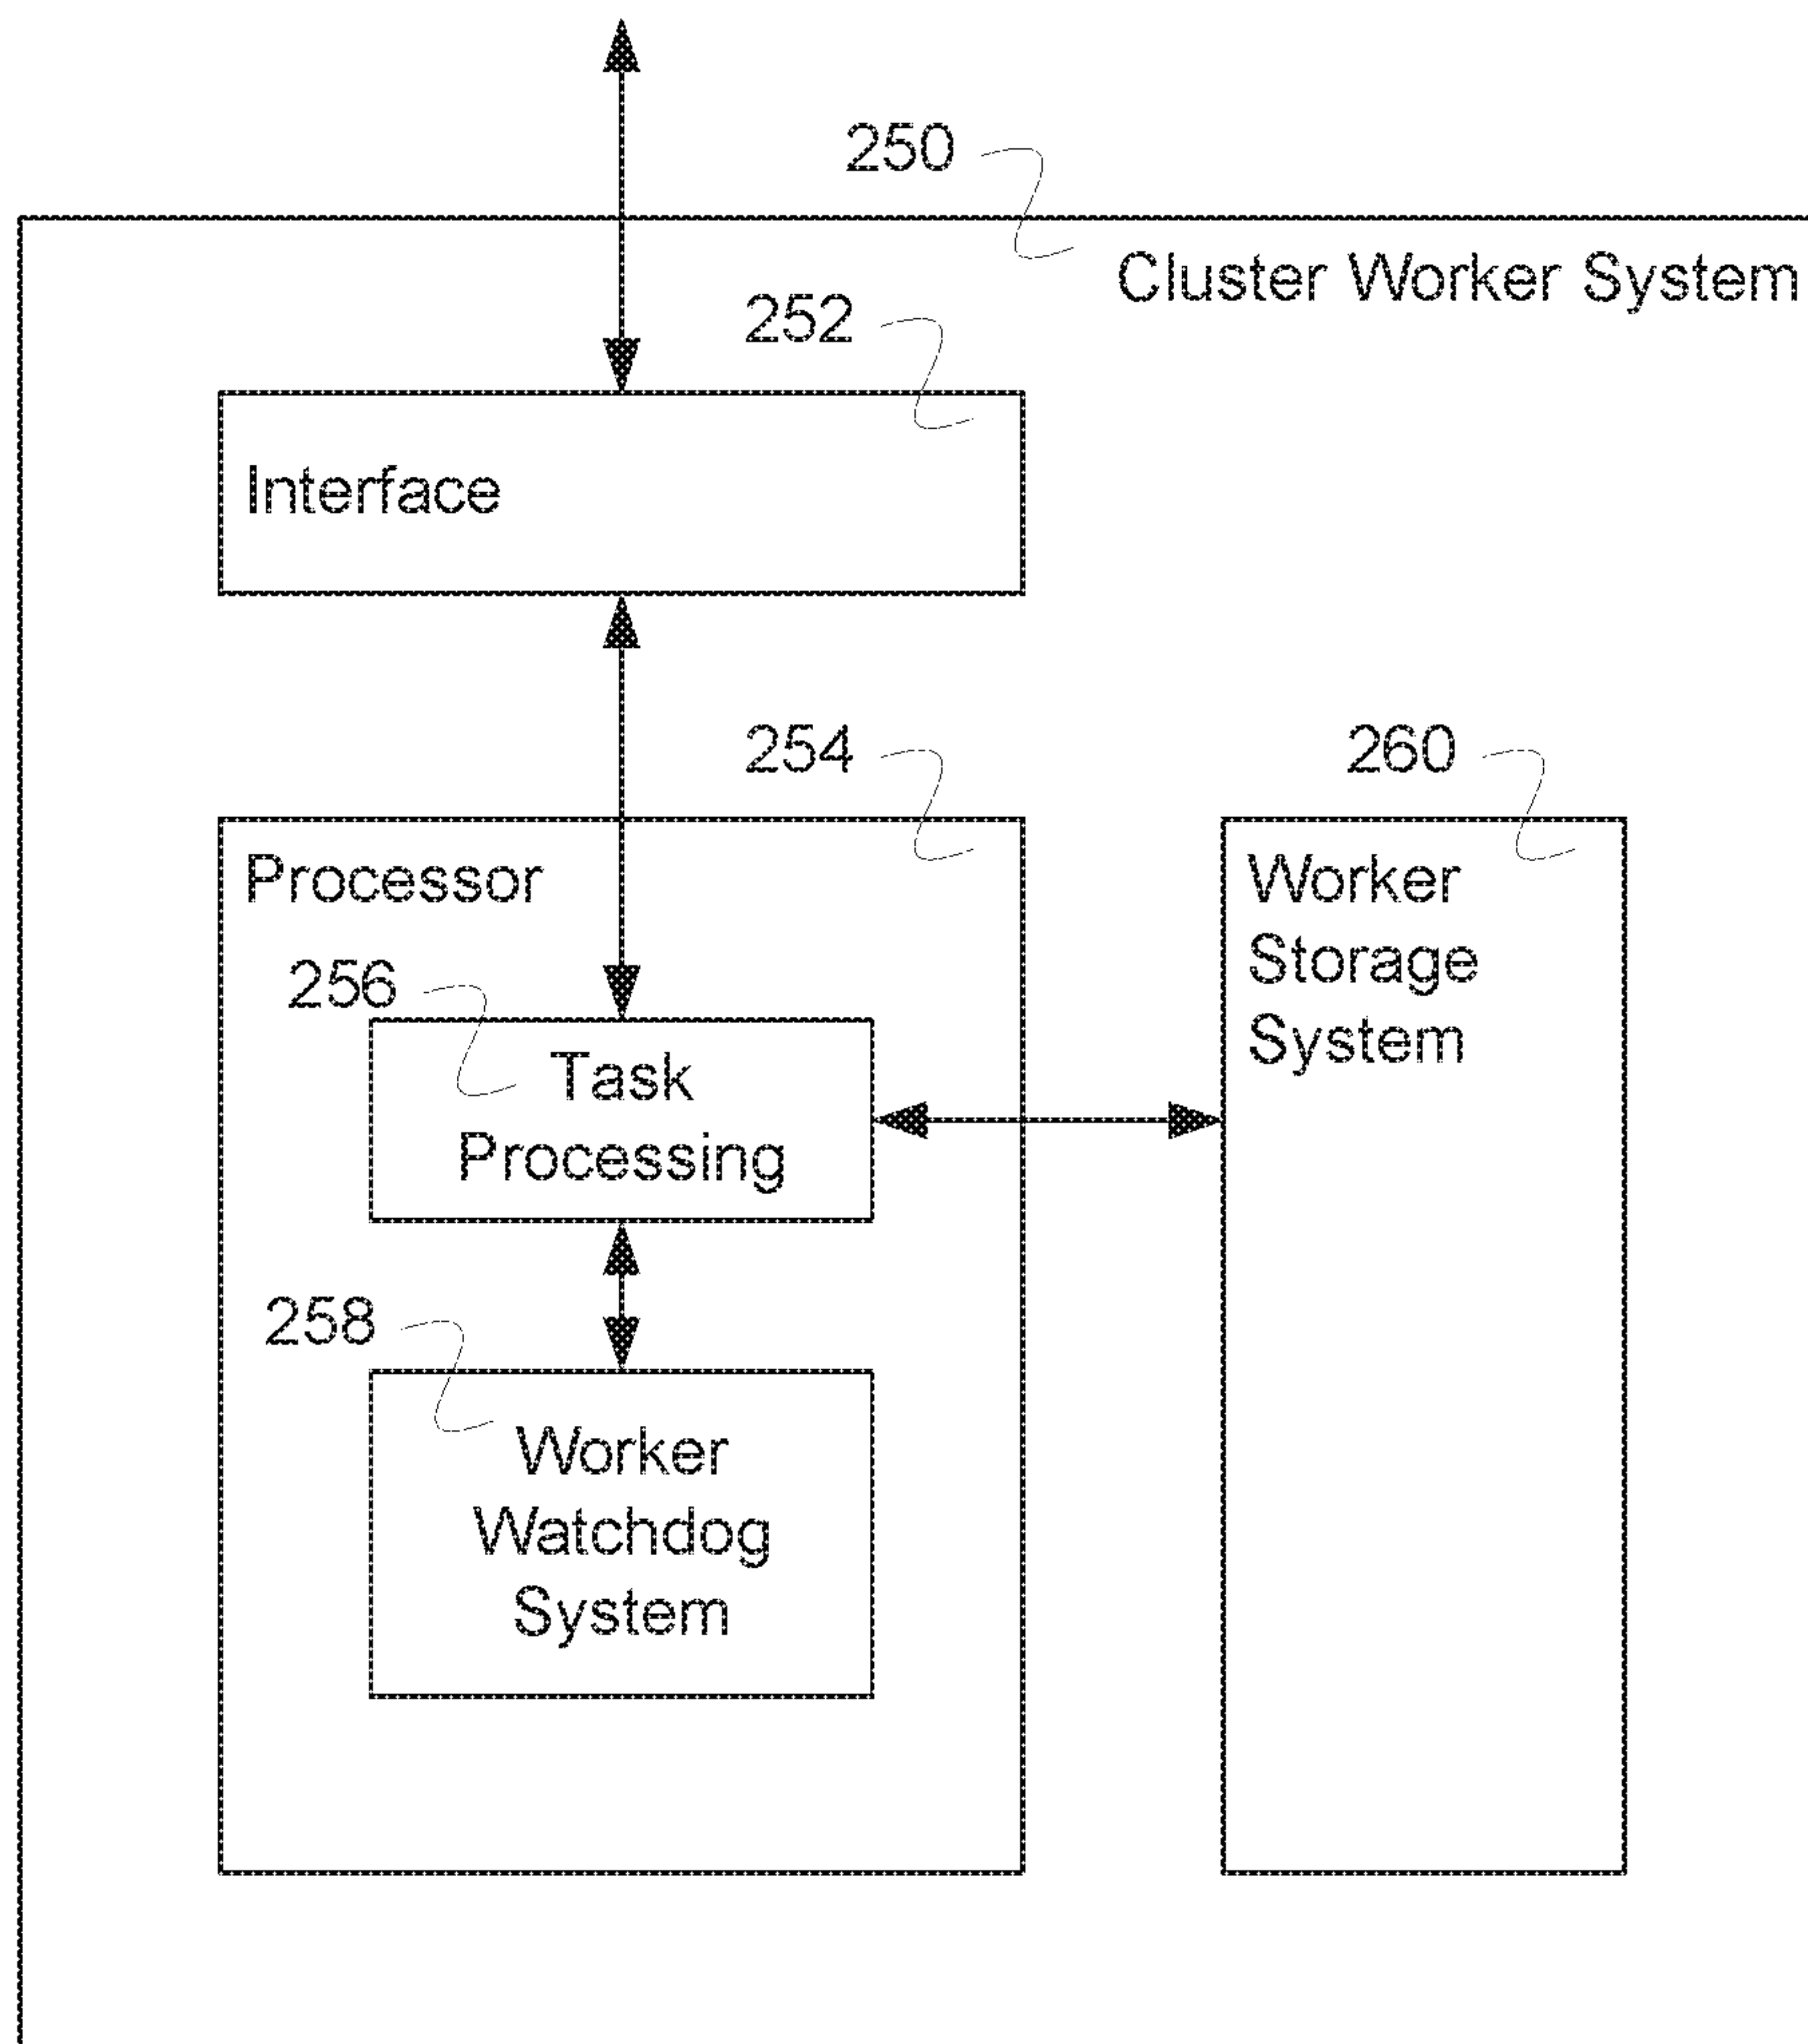 250
Cluster Worker System
252
Interface
254
260
Processor
Worker
Storage
System
256
Task
Processing
258
Worker
Watchdog
System